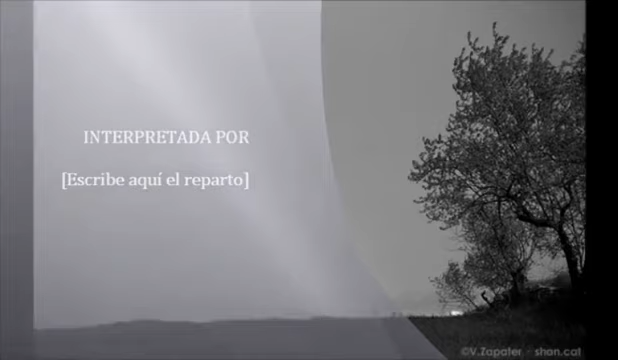 INTERPRETADA POR
[Escribe aquí el reparto]
©V.Zapater - shan.cat